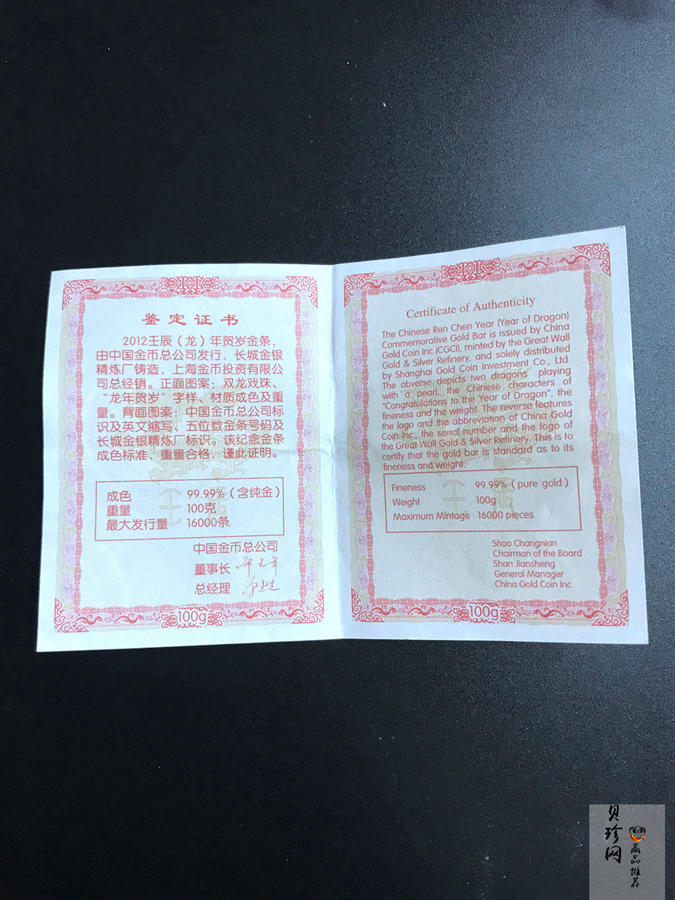 鉴定证书
2012壬辰（龙）年贺岁金条，
由中国金币总公司发行，长城金银
精炼厂铸造，上海金币投资有限公
司总经销。正面图案：双龙戏珠、
“龙年贺岁”字样、材质成色及重
量。背面图案：中国金币总公司标
识及英文缩写、五位数金条号码及
长城金银精炼厂标识。该纪念金条
成色标准、重量合格，谨此证明。
成色 99.99%（含纯金）
重量 100克
最大发行量 16000条
中国金币总公司
董事长
总经理
100g
Certificate of Authenticity
The Chinese Ren Chen Year (Year of Dragon)
Commemorative Gold Bar is issued by China
Gold Coin Inc.(CGCI), minted by the Great Wall
Gold & Silver Refinery, and solely distributed
by Shanghai Gold Coin Investment Co., Ltd.
The obverse depicts two dragons playing
with a pearl, the Chinese characters of
"Congratulations to the Year of Dragon", the
fineness and the weight. The reverse features
the logo and the abbreviation of China Gold
Coin Inc., the serial number and the logo of
the Great Wall Gold & Silver Refinery. This is to
certify that the gold bar is standard as to its
fineness and weight.
Fineness 99.99% (pure gold)
Weight 100g
Maximum Mintage 16000 pieces
Shao Changnian
Chairman of the Board
Shan Jiansheng
General Manager
China Gold Coin Inc.
100g
贝珍网
藏品推荐